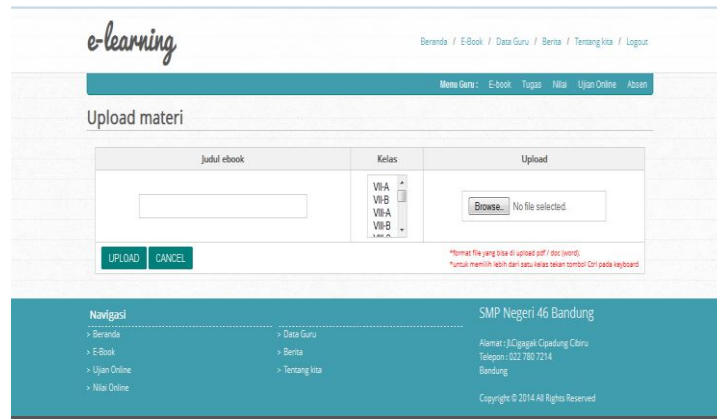 e-learning
Beranda / E-Book / Data Guru / Berita / Tentang kita / Logout
Menu Guru : E-book Tugas Nilai Ujian Online Absen
Upload materi
Judul ebook Kelas Upload
VII-A
VII-B
VIII-A
VIII-B
Browse.. No file selected.
UPLOAD CANCEL
*format file yang bisa di upload pdf / doc (word).
*untuk memilih lebih dari satu kelas tekan tombol Ctrl pada keyboard
Navigasi
> Beranda
> E-Book
> Ujian Online
> Nilai Online
> Data Guru
> Berita
> Tentang kita
SMP Negeri 46 Bandung
Alamat : Jl.Cigagak Cipadung Cibiru
Telepon : 022 780 7214
Bandung
Copyright © 2014 All Rights Reserved